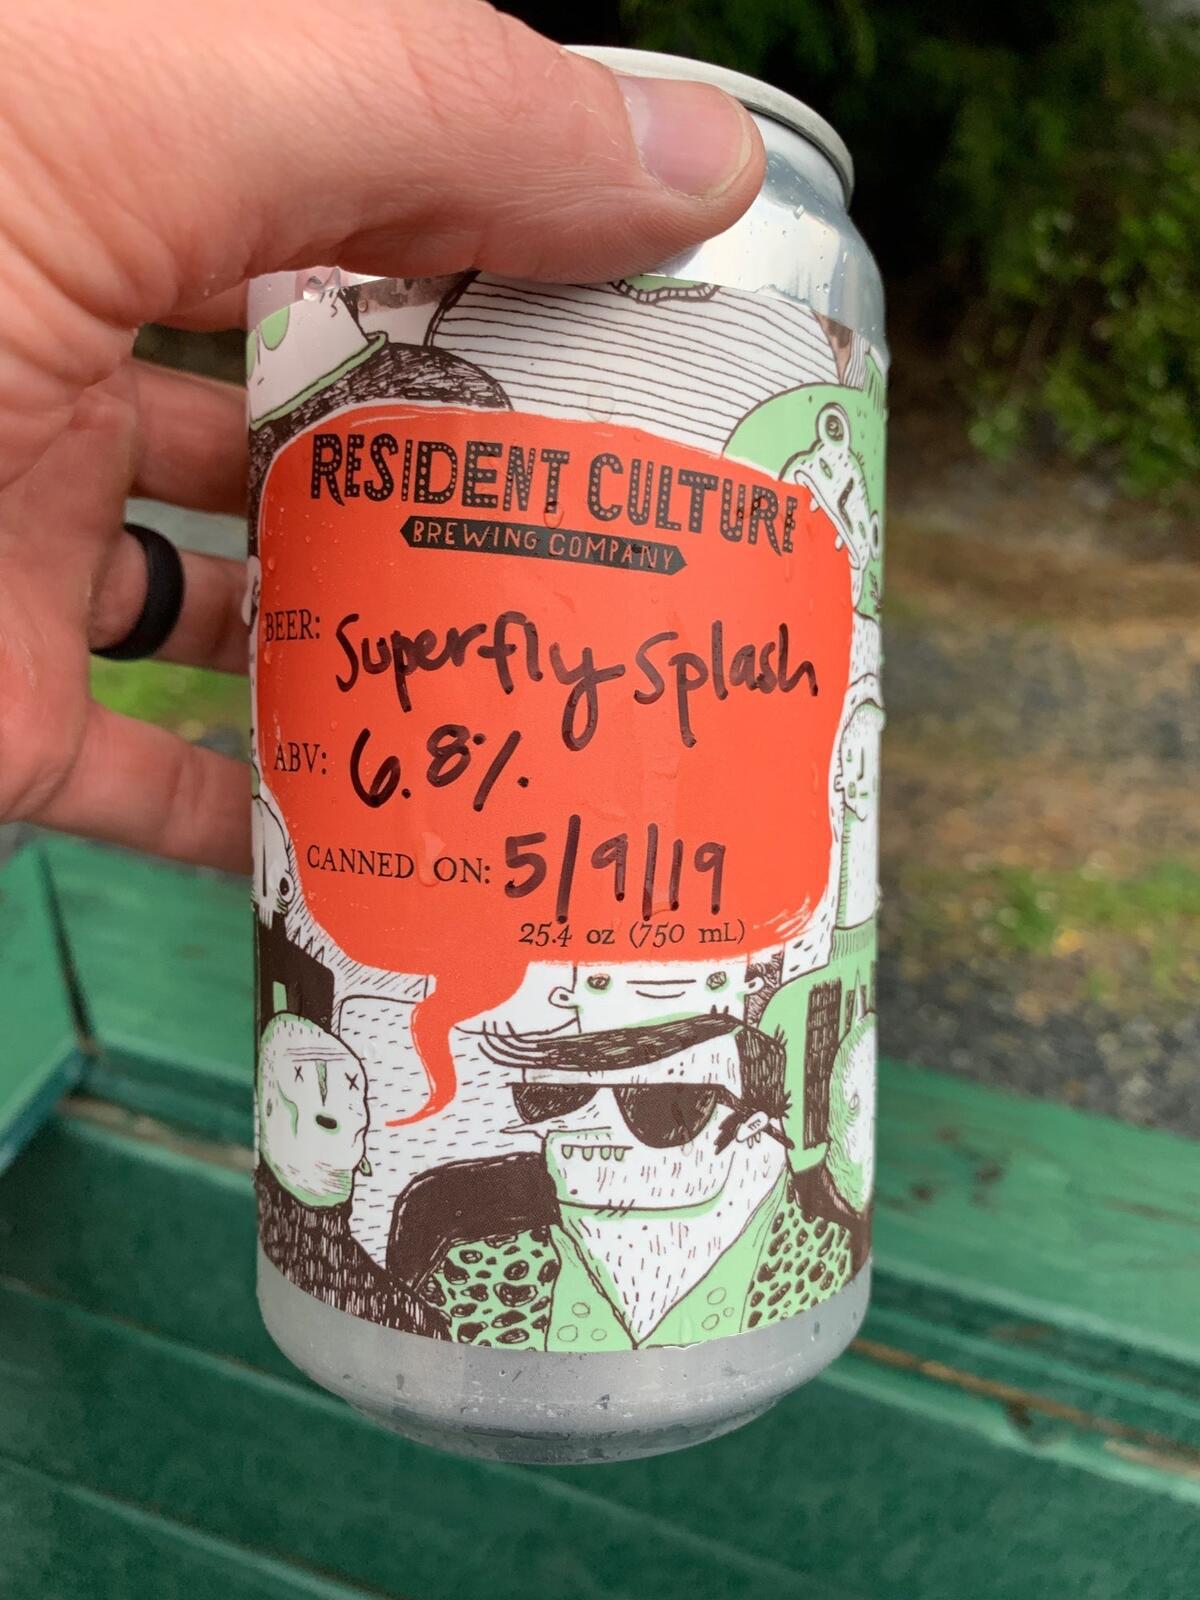 RESIDENT CULTURE
BREWING COMPANY
BEER: Superfly Splash
ABV: 6.8%
CANNED ON: 5/9/19
25.4 oz (750 mL)